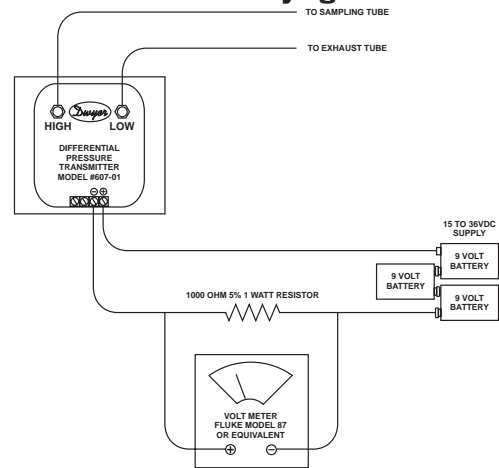 TO SAMPLING TUBE
TO EXHAUST TUBE
Dwyer
HIGH
LOW
DIFFERENTIAL
PRESSURE
TRANSMITTER
MODEL #607-01
⊖ ⊕
15 TO 36VDC
SUPPLY
9 VOLT
BATTERY
9 VOLT
BATTERY
9 VOLT
BATTERY
1000 OHM 5% 1 WATT RESISTOR
VOLT METER
FLUKE MODEL 87
OR EQUIVALENT
⊕ ⊖